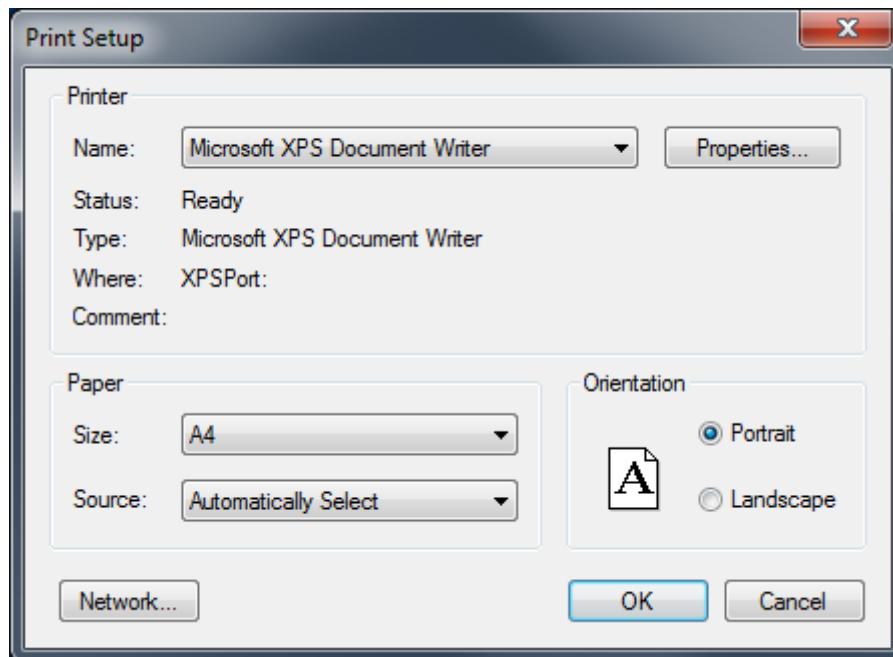 Print Setup
Printer
Name: Microsoft XPS Document Writer Properties...
Status: Ready
Type: Microsoft XPS Document Writer
Where: XPSPort:
Comment:
Paper
Size: A4
Source: Automatically Select
Orientation
A
Portrait
Landscape
Network... OK Cancel